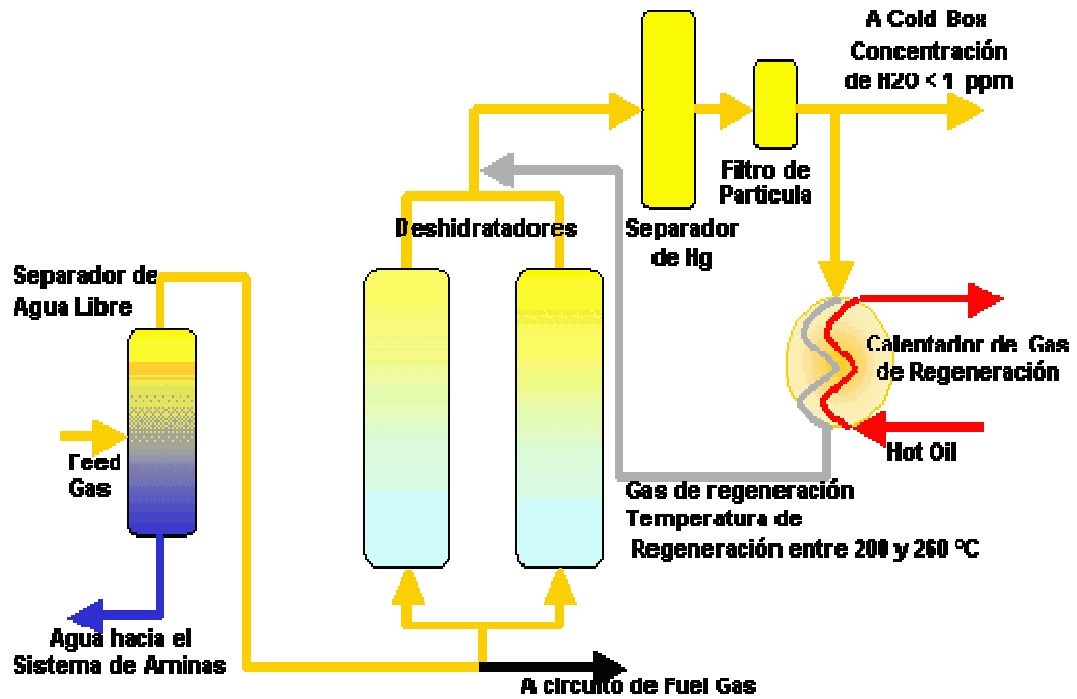 A Cold Box
Concentración
de H2O < 1 ppm
Filtro de
Particula
Deshidratadores
Separador
de Hg
Separador de
Agua Libre
Calentador de Gas
de Regeneración
Feed
Gas
Hot Oil
Gas de regeneración
Temperatura de
Regeneración entre 200 y 260 ºC
Agua hacia el
Sistema de Aminas
A circuito de Fuel Gas